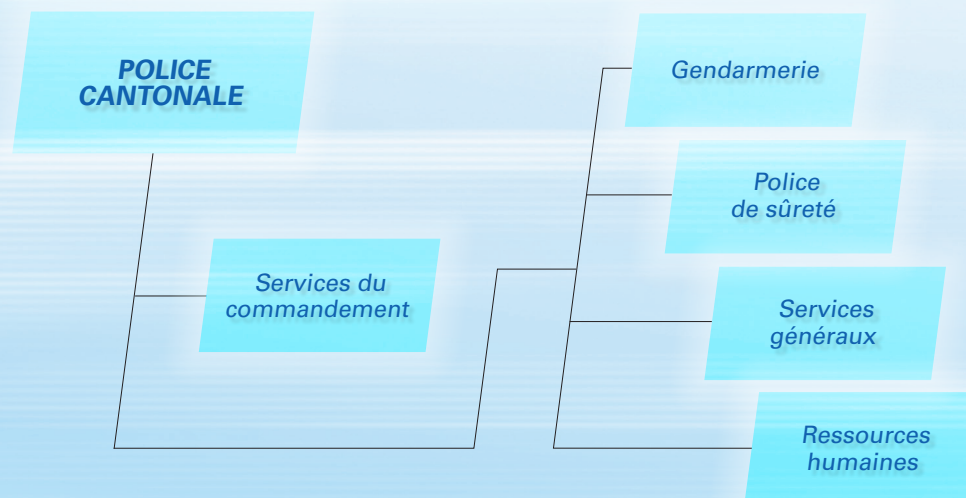 POLICE
CANTONALE
Services du
commandement
Gendarmerie
Police
de sûreté
Services
généraux
Ressources
humaines